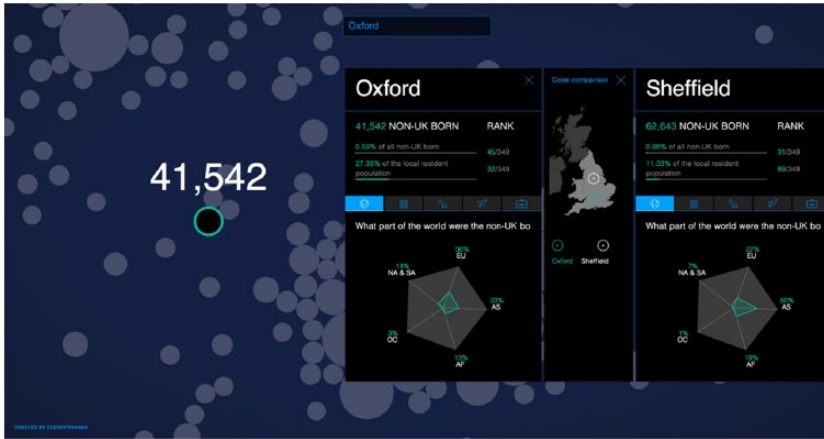 Oxford
41,542
Oxford
41,542 NON-UK BORN
RANK
0.59% of all non-UK born
45/349
27.35% of the local resident
population
32/349
What part of the world were the non-UK bo
36%
EU
14%
NA & SA
33%
AS
3%
OC
13%
AF
Close comparison
Oxford
Sheffield
Sheffield
62,643 NON-UK BORN
RANK
0.88% of all non-UK born
31/349
11.33% of the local resident
population
89/349
What part of the world were the non-UK bo
22%
EU
7%
NA & SA
50%
AS
1%
OC
19%
AF
CREATED BY CLEVERFRANKE